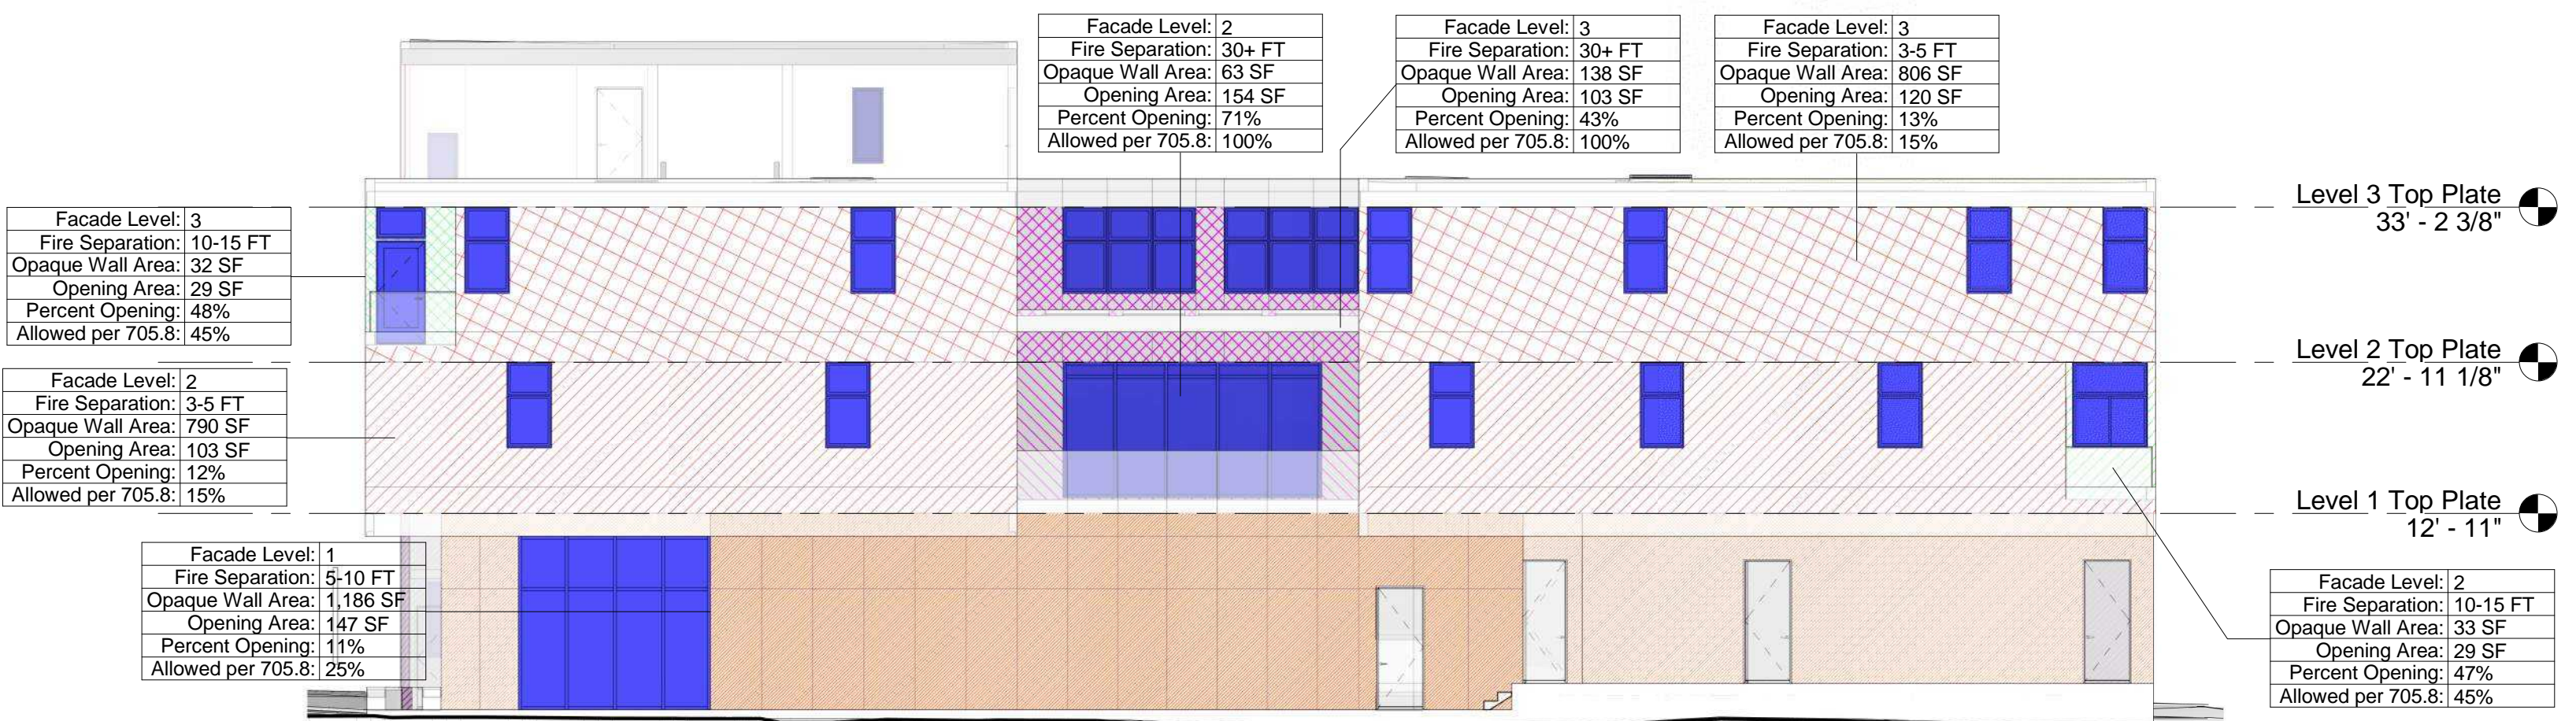 Facade Level: 2
Fire Separation: 30+ FT
Opaque Wall Area: 63 SF
Opening Area: 154 SF
Percent Opening: 71%
Allowed per 705.8: 100%
Facade Level: 3
Fire Separation: 30+ FT
Opaque Wall Area: 138 SF
Opening Area: 103 SF
Percent Opening: 43%
Allowed per 705.8: 100%
Facade Level: 3
Fire Separation: 3-5 FT
Opaque Wall Area: 806 SF
Opening Area: 120 SF
Percent Opening: 13%
Allowed per 705.8: 15%
Facade Level: 3
Fire Separation: 10-15 FT
Opaque Wall Area: 32 SF
Opening Area: 29 SF
Percent Opening: 48%
Allowed per 705.8: 45%
Level 3 Top Plate
33' - 2 3/8"
Facade Level: 2
Fire Separation: 3-5 FT
Opaque Wall Area: 790 SF
Opening Area: 103 SF
Percent Opening: 12%
Allowed per 705.8: 15%
Level 2 Top Plate
22' - 11 1/8"
Level 1 Top Plate
12' - 11"
Facade Level: 1
Fire Separation: 5-10 FT
Opaque Wall Area: 1,186 SF
Opening Area: 147 SF
Percent Opening: 11%
Allowed per 705.8: 25%
Facade Level: 2
Fire Separation: 10-15 FT
Opaque Wall Area: 33 SF
Opening Area: 29 SF
Percent Opening: 47%
Allowed per 705.8: 45%